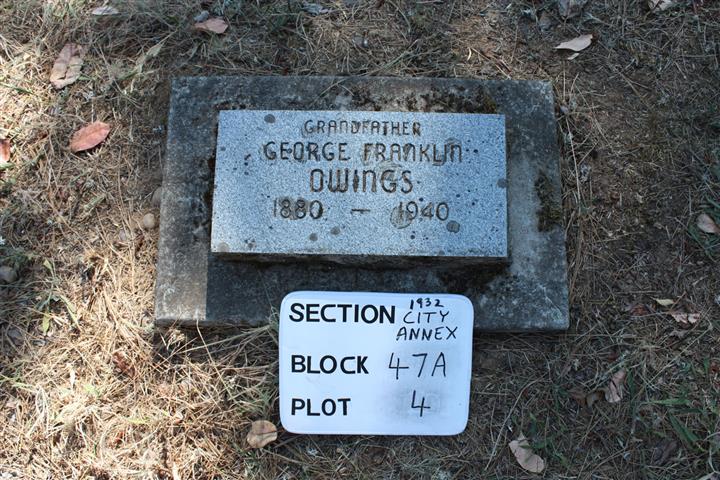 GRANDFATHER
GEORGE FRANKLIN
OWINGS
1880 — 1940
SECTION 1932 CITY
ANNEX
BLOCK 47A
PLOT 4